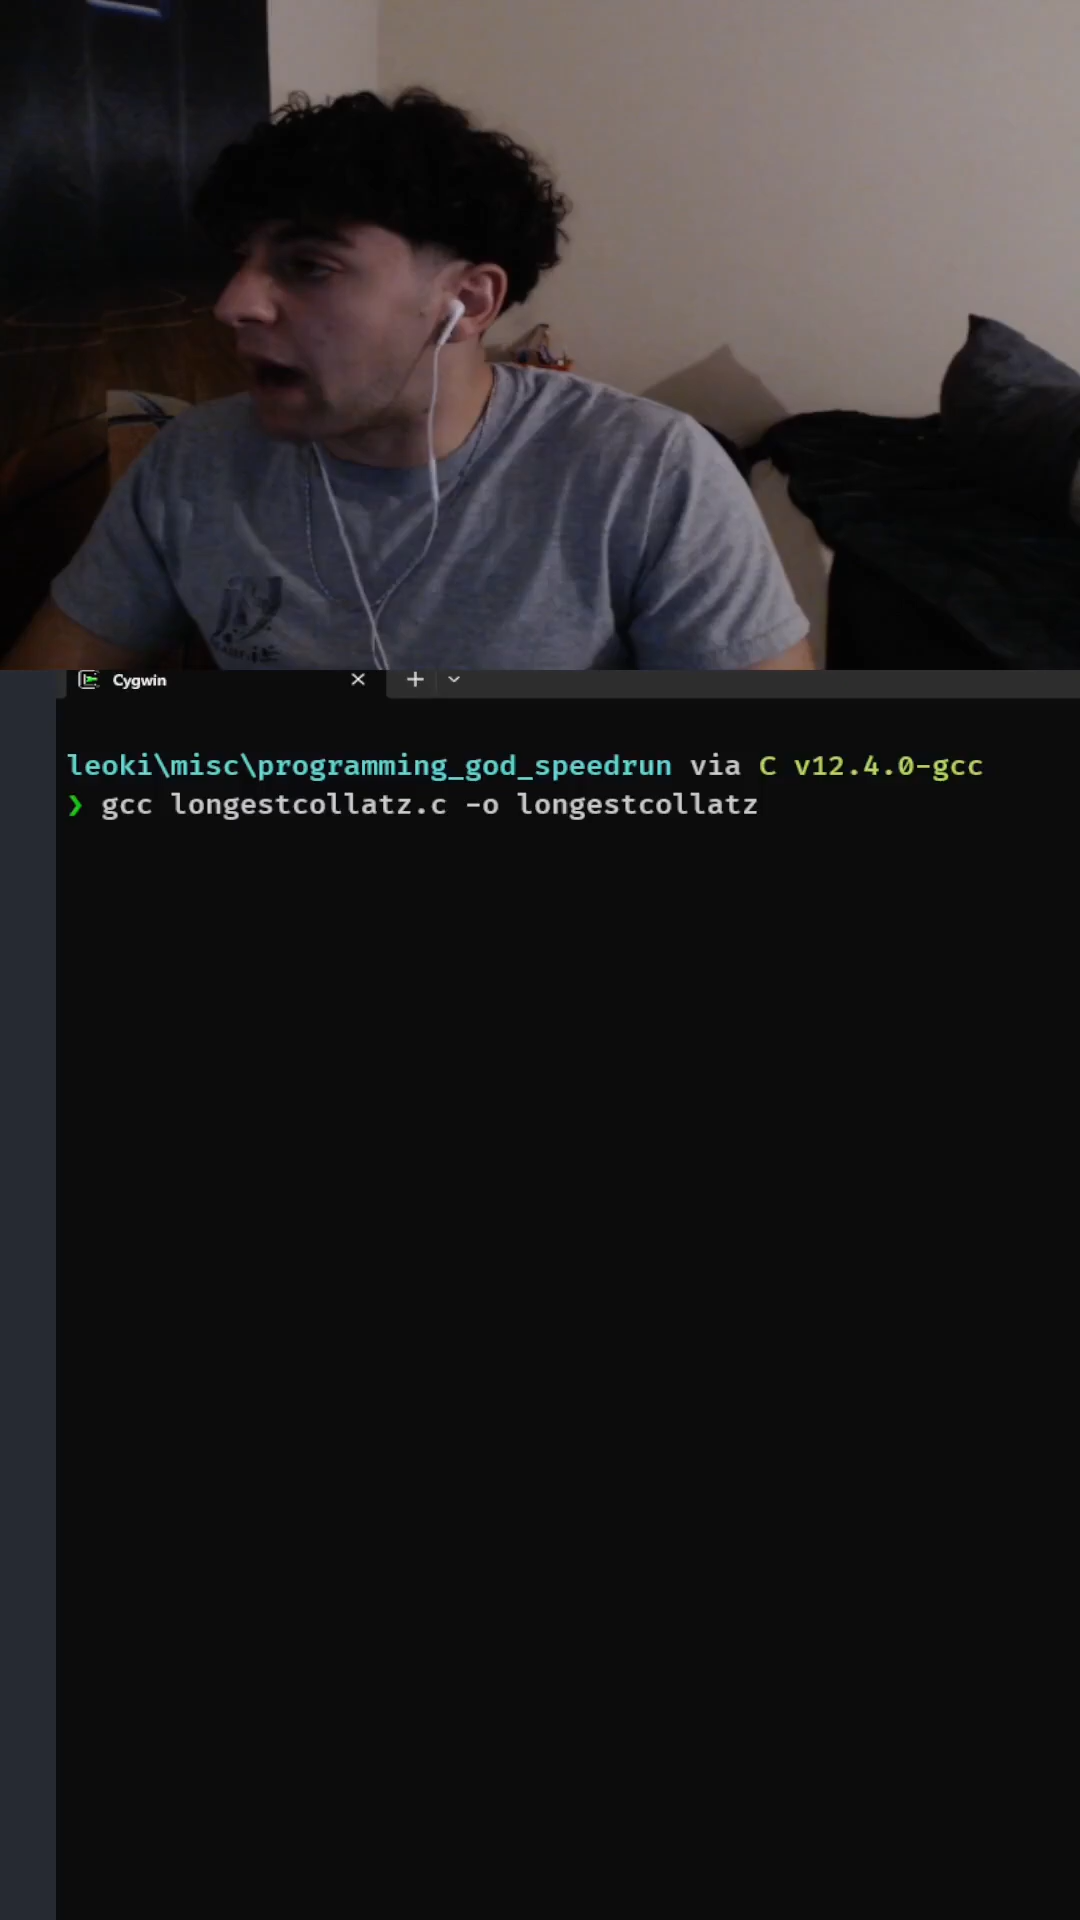 Cygwin
leoki\misc\programming_god_speedrun via C v12.4.0-gcc
❯ gcc longestcollatz.c -o longestcollatz